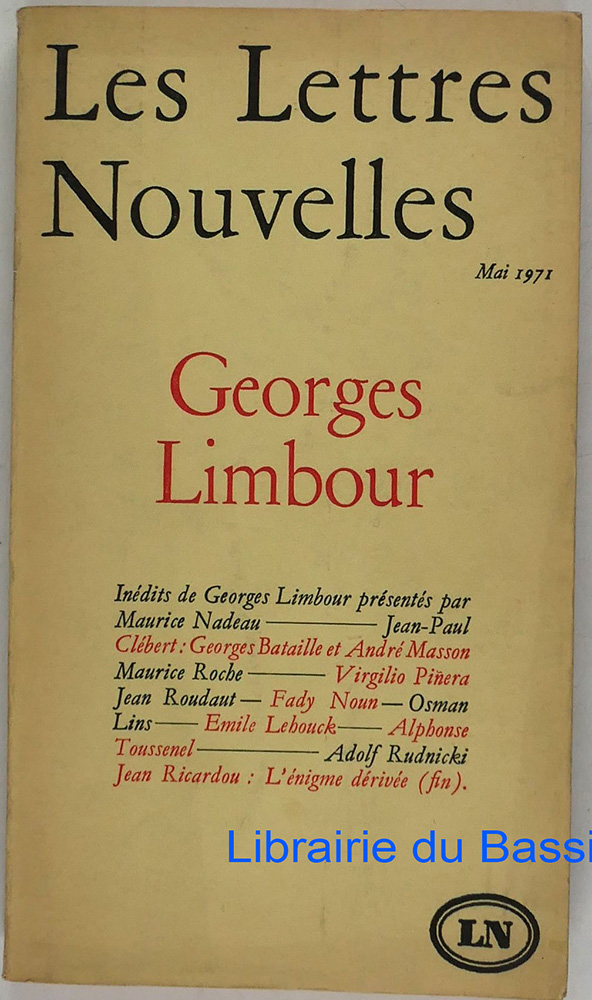 Les Lettres
Nouvelles
Mai 1971
Georges
Limbour
Inédits de Georges Limbour présentés par
Maurice Nadeau — Jean-Paul
Clébert : Georges Bataille et André Masson
Maurice Roche — Virgilio Piñera
Jean Roudaut — Fady Noun — Osman
Lins — Emile Lehouck — Alphonse
Toussenel — Adolf Rudnicki
Jean Ricardou : L'énigme dérivée (fin).
Librairie du Bassi
LN